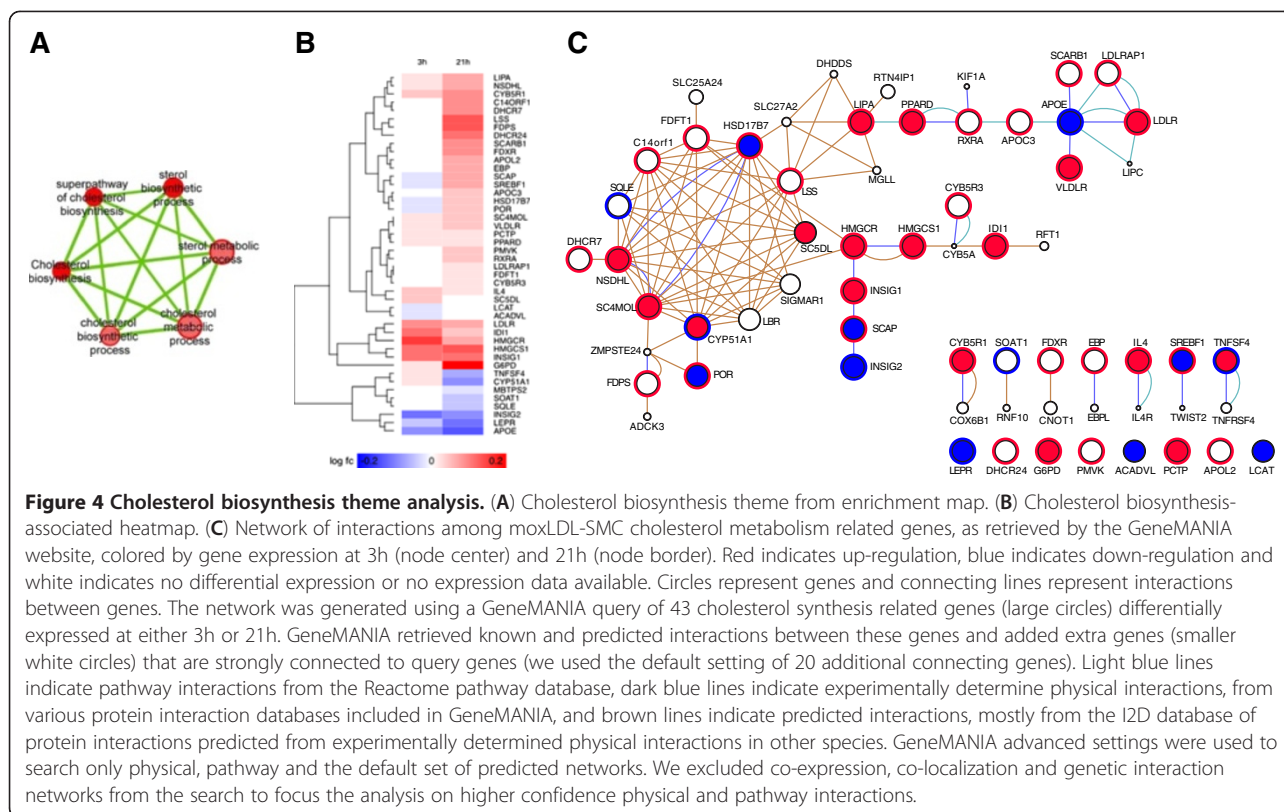 A
superpathway
of cholesterol
biosynthesis
sterol
biosynthetic
process
sterol metabolic
process
Cholesterol
biosynthesis
cholesterol
biosynthetic
process
cholesterol
metabolic
process
B
3h 21h
LIPA
NSDHL
CYB5R1
C14ORF1
DHCR7
LSS
FDPS
DHCR24
SCARB1
FDXR
APOL2
EBP
SCAP
SREBF1
APOC3
HSD17B7
POR
SC4MOL
VLDLR
PCTP
PPARD
PMVK
RXRA
LDLRAP1
FDFT1
CYB5R3
IL4
SC5DL
LCAT
ACADVL
LDLR
IDI1
HMGCR
HMGCS1
INSIG1
G6PD
TNFSF4
CYP51A1
MBTPS2
SOAT1
SQLE
INSIG2
LEPR
APOE
log fc -0.2 0 0.2
C
SLC25A24
FDFT1
C14orf1
SQLE
DHCR7
NSDHL
SC4MOL
ZMPSTE24
FDPS
ADCK3
POR
CYP51A1
LBR
SIGMAR1
SC5DL
LSS
HSD17B7
SLC27A2
DHDDS
LIPA
RTN4IP1
MGLL
PPARD
KIF1A
RXRA
APOC3
SCARB1
LDLRAP1
APOE
LDLR
VLDLR
LIPC
HMGCR
HMGCS1
CYB5R3
CYB5A
IDI1
RFT1
INSIG1
SCAP
INSIG2
CYB5R1
SOAT1
FDXR
EBP
IL4
SREBF1
TNFSF4
COX6B1
RNF10
CNOT1
EBPL
IL4R
TWIST2
TNFRSF4
LEPR
DHCR24
G6PD
PMVK
ACADVL
PCTP
APOL2
LCAT
Figure 4 Cholesterol biosynthesis theme analysis. (A) Cholesterol biosynthesis theme from enrichment map. (B) Cholesterol biosynthesis-
associated heatmap. (C) Network of interactions among moxLDL-SMC cholesterol metabolism related genes, as retrieved by the GeneMANIA
website, colored by gene expression at 3h (node center) and 21h (node border). Red indicates up-regulation, blue indicates down-regulation and
white indicates no differential expression or no expression data available. Circles represent genes and connecting lines represent interactions
between genes. The network was generated using a GeneMANIA query of 43 cholesterol synthesis related genes (large circles) differentially
expressed at either 3h or 21h. GeneMANIA retrieved known and predicted interactions between these genes and added extra genes (smaller
white circles) that are strongly connected to query genes (we used the default setting of 20 additional connecting genes). Light blue lines
indicate pathway interactions from the Reactome pathway database, dark blue lines indicate experimentally determine physical interactions, from
various protein interaction databases included in GeneMANIA, and brown lines indicate predicted interactions, mostly from the I2D database of
protein interactions predicted from experimentally determined physical interactions in other species. GeneMANIA advanced settings were used to
search only physical, pathway and the default set of predicted networks. We excluded co-expression, co-localization and genetic interaction
networks from the search to focus the analysis on higher confidence physical and pathway interactions.